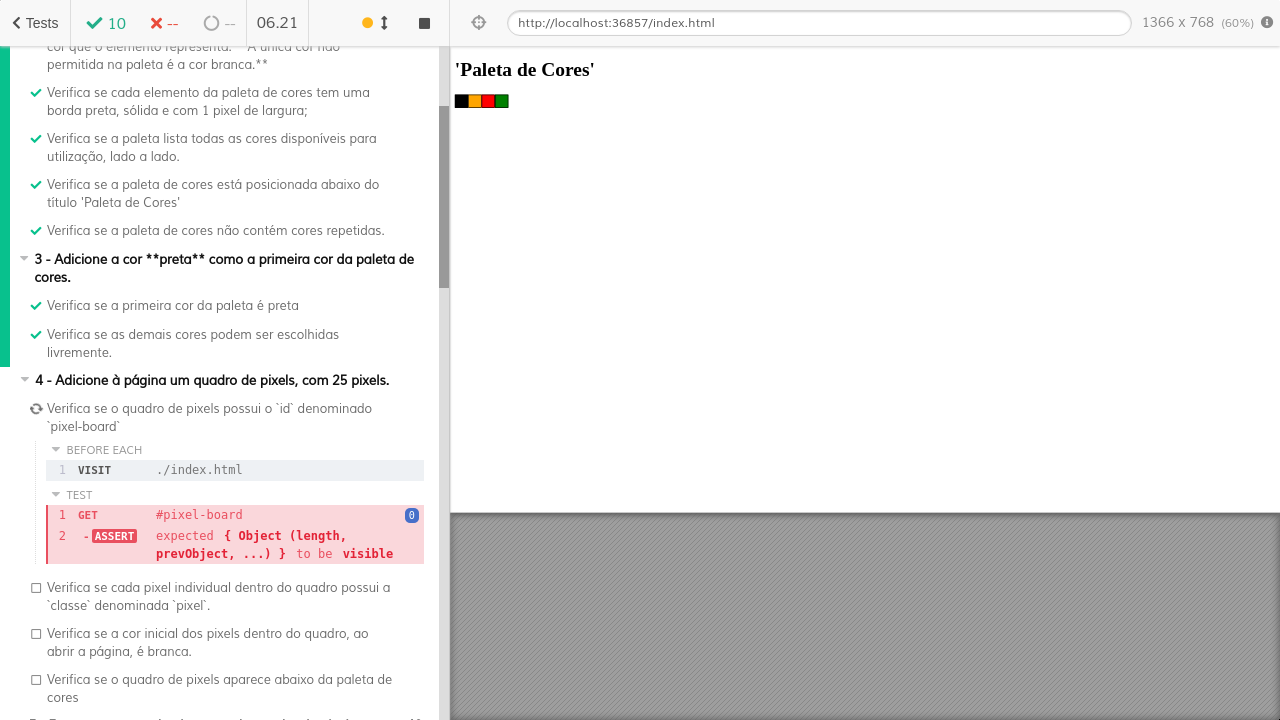 Tests 10 -- -- 06.21 http://localhost:36857/index.html 1366 x 768 (60%)
cor que o elemento representa. **A única cor não
permitida na paleta é a cor branca.**
Verifica se cada elemento da paleta de cores tem uma
borda preta, sólida e com 1 pixel de largura;
Verifica se a paleta lista todas as cores disponíveis para
utilização, lado a lado.
Verifica se a paleta de cores está posicionada abaixo do
título 'Paleta de Cores'
Verifica se a paleta de cores não contém cores repetidas.
3 - Adicione a cor **preta** como a primeira cor da paleta de
cores.
Verifica se a primeira cor da paleta é preta
Verifica se as demais cores podem ser escolhidas
livremente.
4 - Adicione à página um quadro de pixels, com 25 pixels.
Verifica se o quadro de pixels possui o `id` denominado
`pixel-board`
BEFORE EACH
1 VISIT ./index.html
TEST
1 GET #pixel-board 0
2 -ASSERT expected { Object (length,
prevObject, ...) } to be visible
Verifica se cada pixel individual dentro do quadro possui a
`classe` denominada `pixel`.
Verifica se a cor inicial dos pixels dentro do quadro, ao
abrir a página, é branca.
Verifica se o quadro de pixels aparece abaixo da paleta de
cores
'Paleta de Cores'